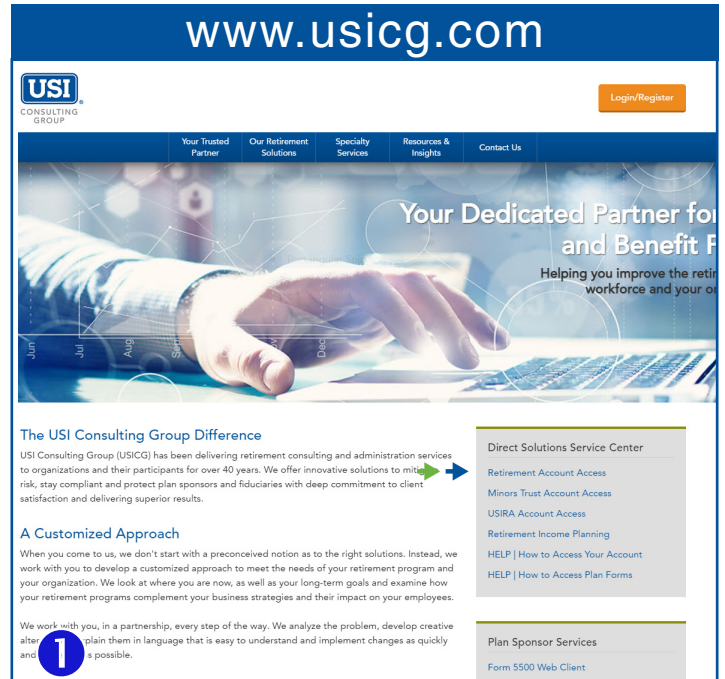 www.usicg.com
USI
CONSULTING
GROUP
Login/Register
Your Trusted
Partner
Our Retirement
Solutions
Specialty
Services
Resources &
Insights
Contact Us
Your Dedicated Partner for
and Benefit
Helping you improve the
workforce and your
Jun
Jul
Aug
Dec
The USI Consulting Group Difference
USI Consulting Group (USICG) has been delivering retirement consulting and administration services
to organizations and their participants for over 40 years. We offer innovative solutions to
risk, stay compliant and protect plan sponsors and fiduciaries with deep commitment to client
satisfaction and delivering superior results.
A Customized Approach
When you come to us, we don't start with a preconceived notion as to the right solutions. Instead, we
work with you to develop a customized approach to meet the needs of your retirement program and
your organization. We look at where you are now, as well as your long-term goals and examine how
your retirement programs complement your business strategies and their impact on your employees.
We work with you, in a partnership, every step of the way. We analyze the problem, develop creative
them in language that is easy to understand and implement changes as quickly
and possible.
1
Direct Solutions Service Center
Retirement Account Access
Minors Trust Account Access
USIRA Account Access
Retirement Income Planning
HELP | How to Access Your Account
HELP | How to Access Plan Forms
Plan Sponsor Services
Form 5500 Web Client